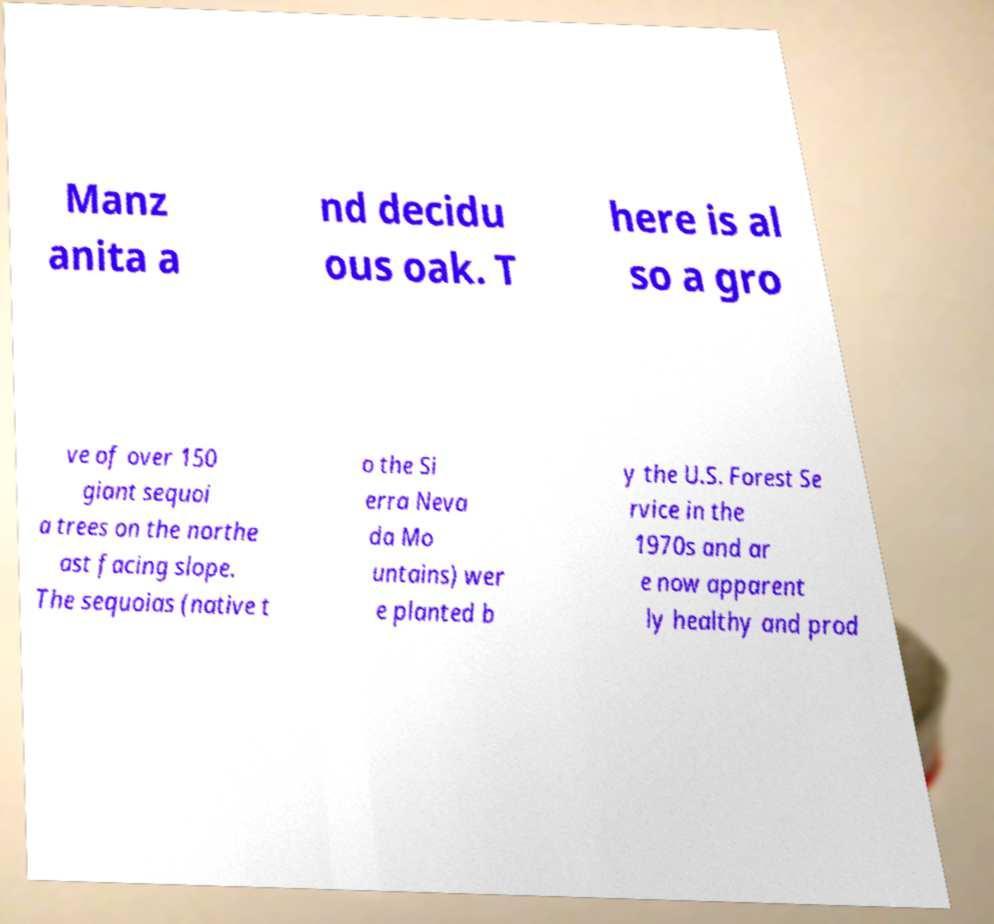 Manz
anita a
nd decidu
ous oak. T
here is al
so a gro
ve of over 150
giant sequoi
a trees on the northe
ast facing slope.
The sequoias (native t
o the Si
erra Neva
da Mo
untains) wer
e planted b
y the U.S. Forest Se
rvice in the
1970s and ar
e now apparent
ly healthy and prod